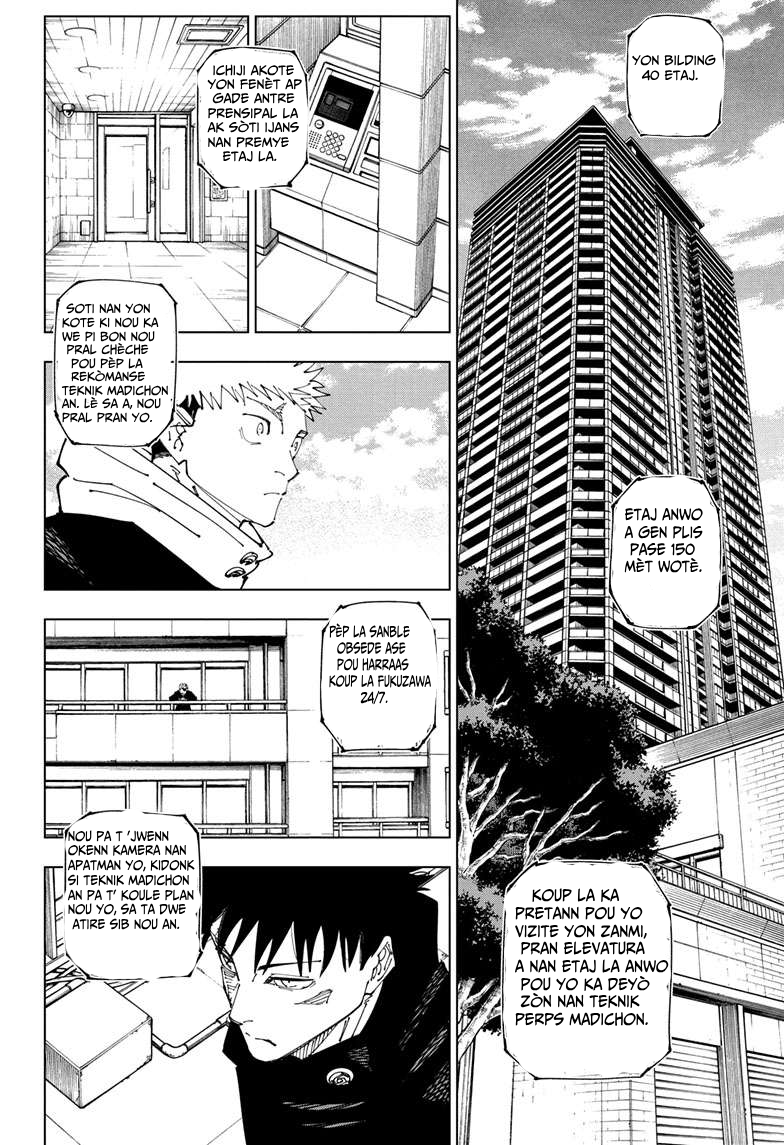 YON BILDING
40 ETAJ.
ETAJ ANWO
A GEN PLIS
PASE 150
MÈT WOTÈ.
KOUP LA KA
PRETANN POU YO
VIZITE YON ZANMI,
PRAN ELEVATURA
A NAN ETAJ LA ANWO
POU YO KA DEYÒ
ZÒN NAN TEKNIK
PERPS MADICHON.
ICHIJI AKOTE
YON FENÈT AP
GADE ANTRE
PRENSIPAL LA
AK SÒTI IJANS
NAN PREMYE
ETAJ LA.
SOTI NAN YON
KOTE KI NOU KA
WE PI BON NOU
PRAL CHÈCHE
POU PÈP LA
REKÒMANSE
TEKNIK MADICHON
AN. LÈ SA A, NOU
PRAL PRAN YO.
PÈP LA SANBLE
OBSEDE ASE
POU HARRAAS
KOUP LA FUKUZAWA
24/7.
NOU PA T 'JWENN
OKENN KAMERA NAN
APATMAN YO, KIDONK
SI TEKNIK MADICHON
AN PA T' KOULE PLAN
NOU YO, SA TA DWE
ATIRE SIB NOU AN.